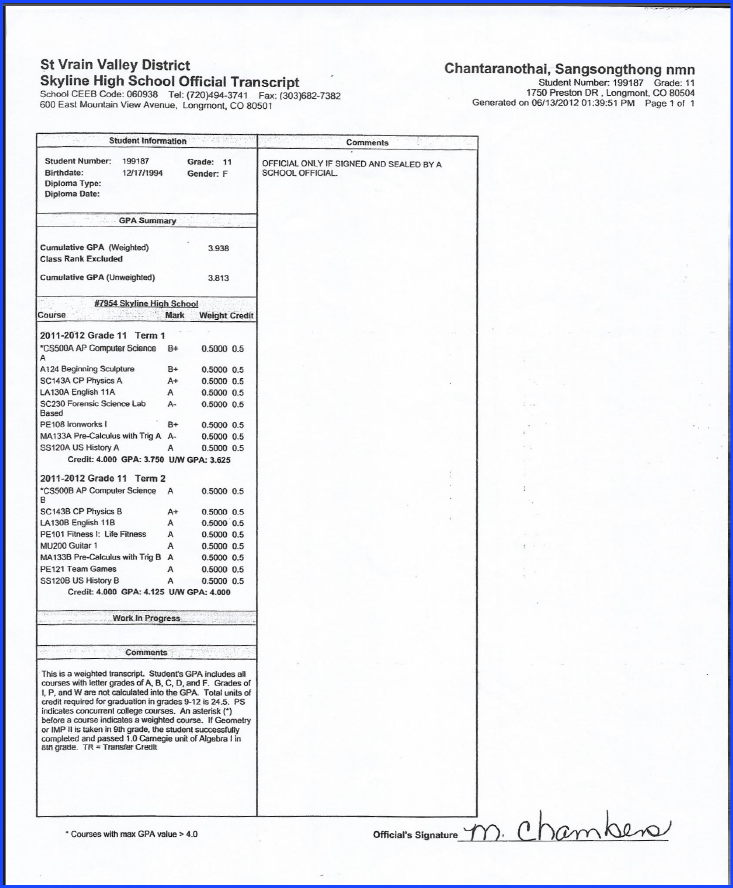 St Vrain Valley District
Skyline High School Official Transcript
School CEEB Code: 060938 Tel: (720)494-3741 Fax: (303)682-7382
600 East Mountain View Avenue, Longmont, CO 80501
Chantaranothai, Sangsongthong nmn
Student Number: 199187 Grade: 11
1750 Preston DR , Longmont, CO 80504
Generated on 06/13/2012 01:39:51 PM Page 1 of 1
Student Information
Student Number: 199187 Grade: 11
Birthdate: 12/17/1994 Gender: F
Diploma Type:
Diploma Date:
GPA Summary
Cumulative GPA (Weighted) 3.938
Class Rank Excluded
Cumulative GPA (Unweighted) 3.813
#7954 Skyline High School
Course Mark Weight Credit
2011-2012 Grade 11 Term 1
*CS500A AP Computer Science B+ 0.5000 0.5
A
A124 Beginning Sculpture B+ 0.5000 0.5
SC143A CP Physics A A+ 0.5000 0.5
LA130A English 11A A 0.5000 0.5
SC230 Forensic Science Lab A- 0.5000 0.5
Based
PE108 Ironworks I B+ 0.5000 0.5
MA133A Pre-Calculus with Trig A A- 0.5000 0.5
SS120A US History A A 0.5000 0.5
Credit: 4.000 GPA: 3.750 U/W GPA: 3.625
2011-2012 Grade 11 Term 2
*CS500B AP Computer Science A 0.5000 0.5
B
SC143B CP Physics B A+ 0.5000 0.5
LA130B English 11B A 0.5000 0.5
PE101 Fitness I: Life Fitness A 0.5000 0.5
MU200 Guitar 1 A 0.5000 0.5
MA133B Pre-Calculus with Trig B A 0.5000 0.5
PE121 Team Games A 0.5000 0.5
SS120B US History B A 0.5000 0.5
Credit: 4.000 GPA: 4.125 U/W GPA: 4.000
Work In Progress
Comments
This is a weighted transcript. Student's GPA includes all
courses with letter grades of A, B, C, D, and F. Grades of
I, P, and W are not calculated into the GPA. Total units of
credit required for graduation in grades 9-12 is 24.5. PS
indicates concurrent college courses. An asterisk (*)
before a course indicates a weighted course. If Geometry
or IMP II is taken in 9th grade, the student successfully
completed and passed 1.0 Carnegie unit of Algebra I in
8th grade. TR = Transfer Credit
Comments
OFFICIAL ONLY IF SIGNED AND SEALED BY A
SCHOOL OFFICIAL.
* Courses with max GPA value > 4.0
Official's Signature M. Chambers